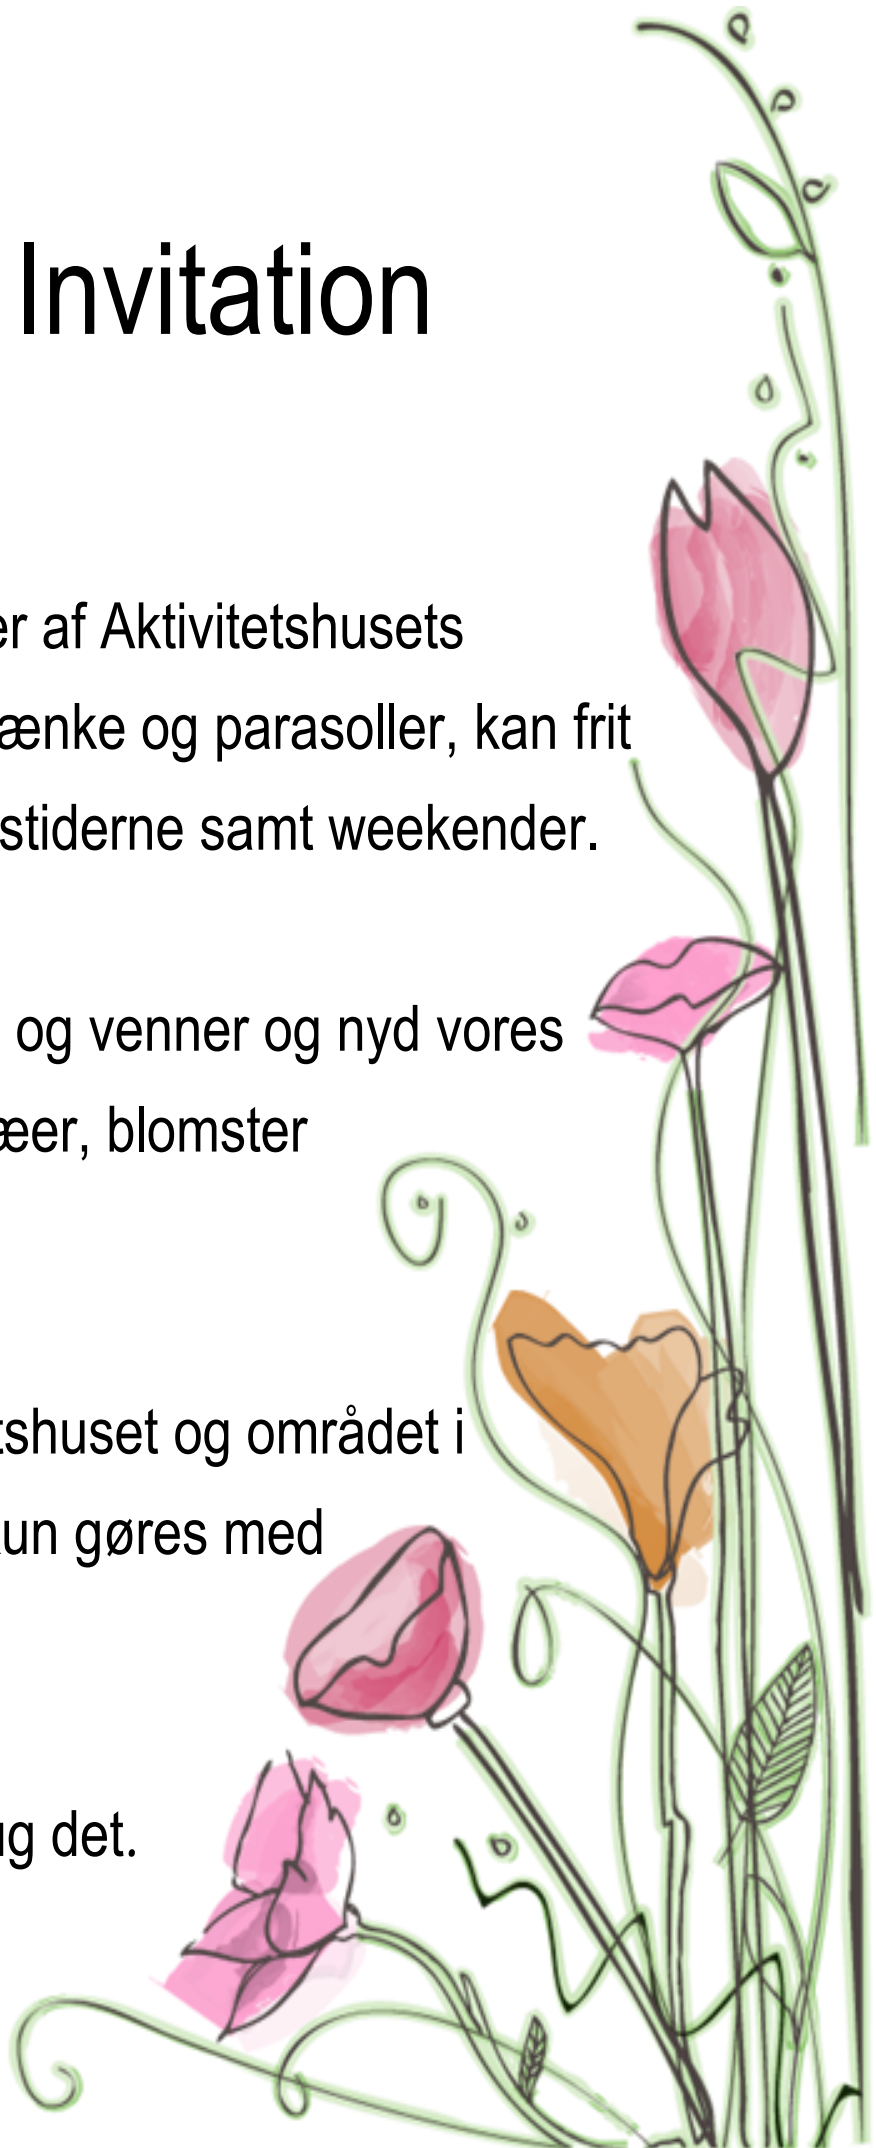 Invitation
er af Aktivitetshusets
ænke og parasoller, kan frit
stiderne samt weekender.
og venner og nyd vores
æer, blomster
tshuset og området i
kun gøres med
ug det.